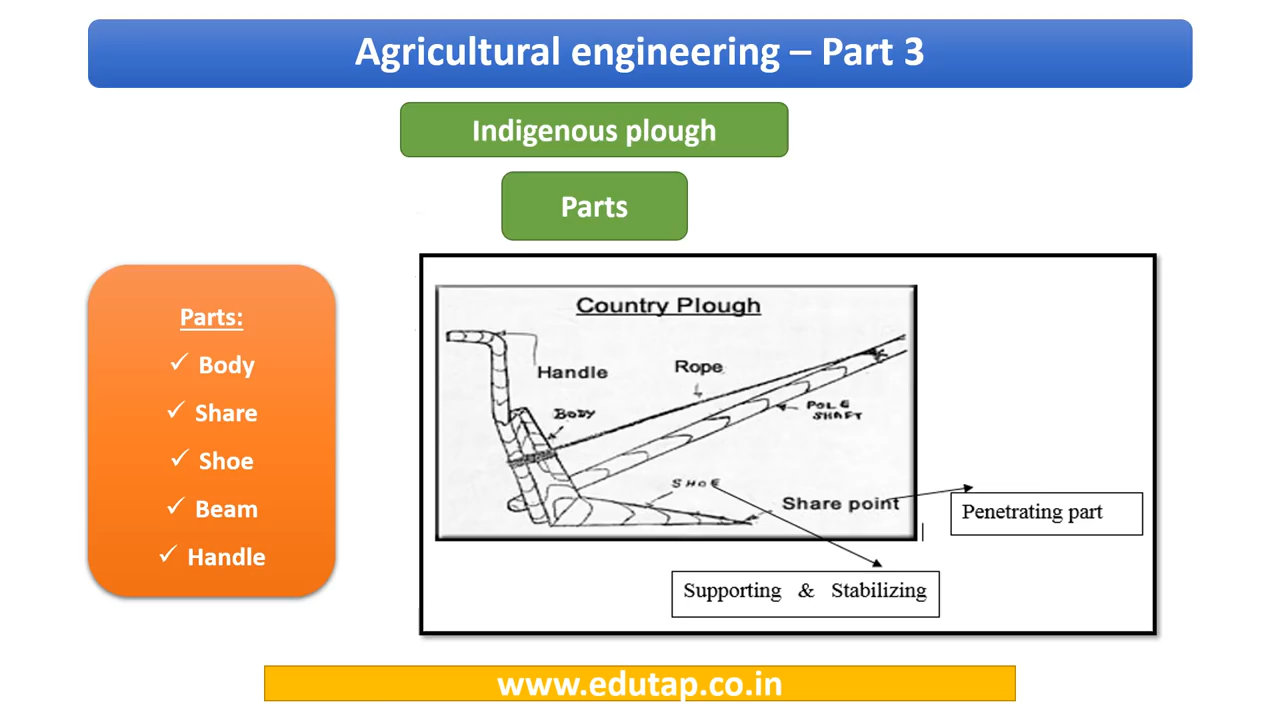 Agricultural engineering – Part 3
Indigenous plough
Parts
Parts:
✓ Body
✓ Share
✓ Shoe
✓ Beam
✓ Handle
Country Plough
Handle
Rope
BODY
POLE
SHAFT
SHOE
Share point
Penetrating part
Supporting & Stabilizing
www.edutap.co.in